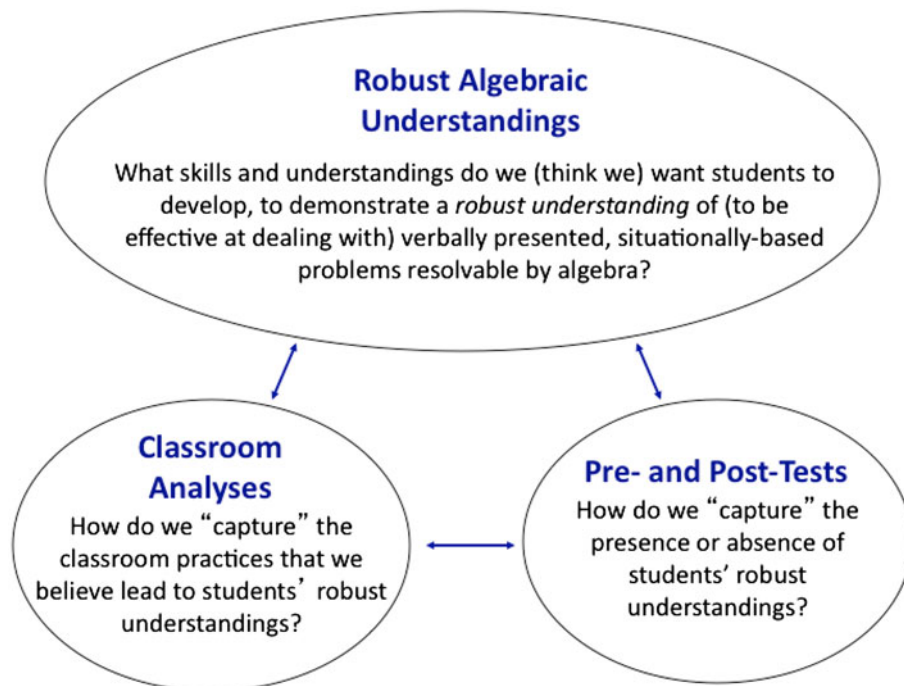 Robust Algebraic
Understandings
What skills and understandings do we (think we) want students to
develop, to demonstrate a robust understanding of (to be
effective at dealing with) verbally presented, situationally-based
problems resolvable by algebra?
Classroom
Analyses
How do we “capture” the
classroom practices that we
believe lead to students’ robust
understandings?
Pre- and Post-Tests
How do we “capture” the
presence or absence of
students’ robust
understandings?